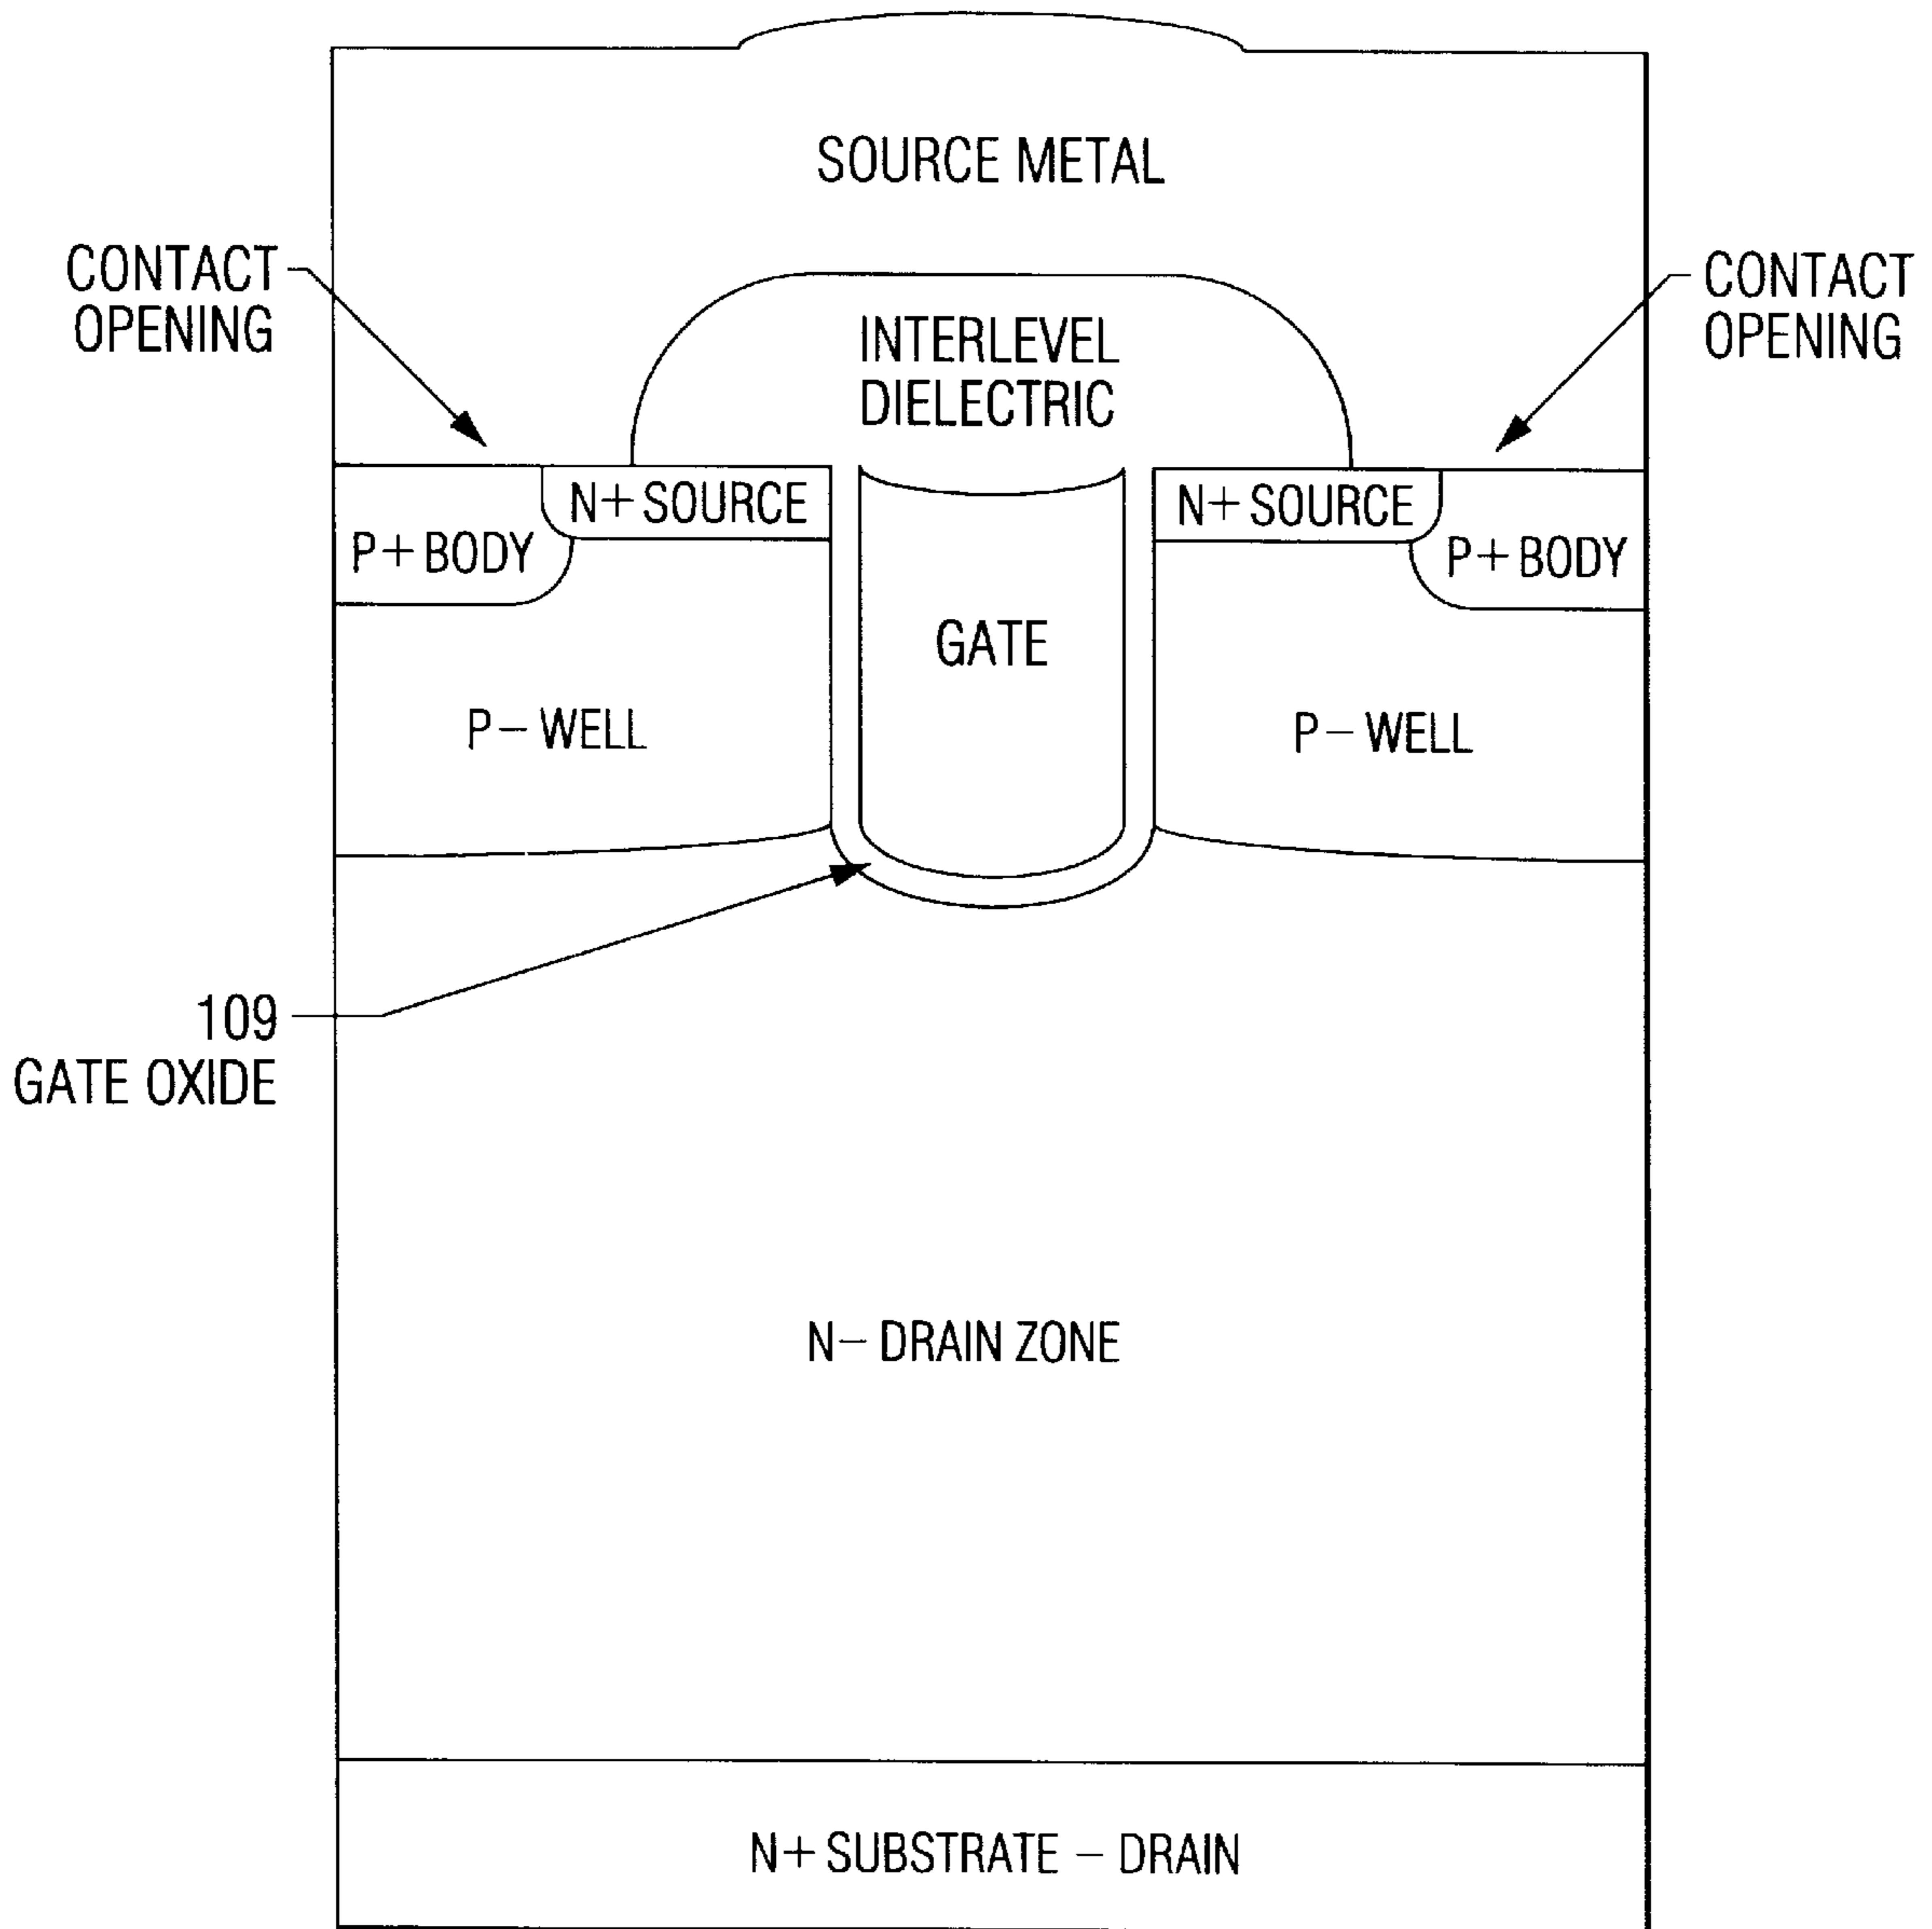 SOURCE METAL
CONTACT
OPENING
CONTACT
OPENING
INTERLEVEL
DIELECTRIC
N+ SOURCE
N+ SOURCE
P+ BODY
P+ BODY
GATE
P− WELL
P− WELL
109
GATE OXIDE
N− DRAIN ZONE
N+ SUBSTRATE − DRAIN